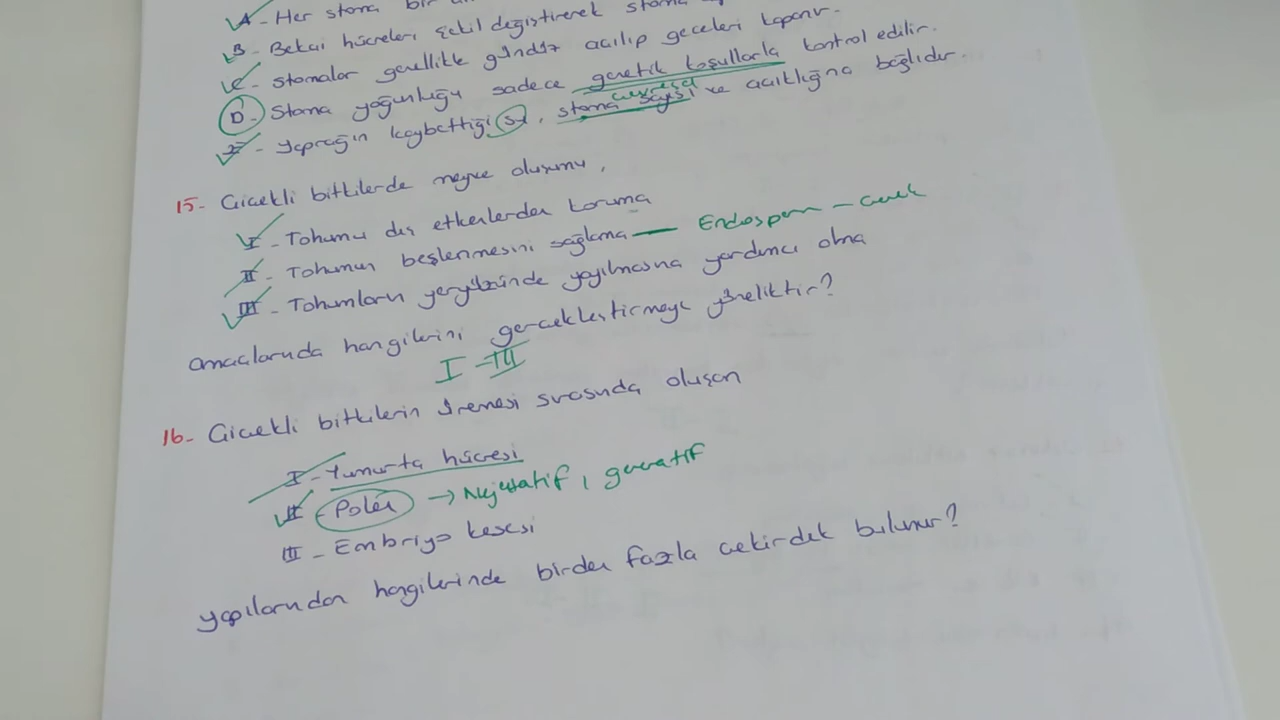 A - Her stoma bir
B - Bekçi hücreleri şekil değiştirerek stoma
C - Stomalar genellikle gündüz açılıp geceleri kapanır.
D - Stoma yoğunluğu sadece genetik koşullarla kontrol edilir.
E - Yaprağın kaybettiği su, stoma sayısı ve açıklığına bağlıdır.
15- Çiçekli bitkilerde meyve oluşumu,
I - Tohumu dış etkenlerden koruma
II - Tohumun beslenmesini sağlama — Endosperm - çenek
III - Tohumların yeryüzünde yayılmasına yardımcı olma
amaçlarından hangilerini gerçekleştirmeye yöneliktir?
I - III
16- Çiçekli bitkilerin üremesi sırasında oluşan
I - Yumurta hücresi
II - Polen → Vejetatif, generatif
III - Embriyo kesesi
yapılarından hangilerinde birden fazla çekirdek bulunur?